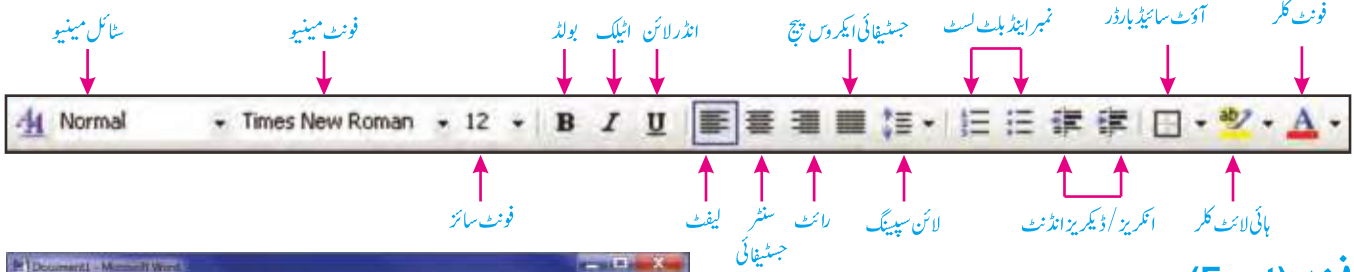 فونٹ کلر
آؤٹ سائیڈ بارڈر
نمبر اینڈ بلٹ لسٹ
جسٹیفائی ایکروس پیج
انڈر لائن
اٹیلک
بولڈ
فونٹ مینیو
سٹائل مینیو
Normal Times New Roman 12 B I U
ہائی لائٹ کلر
انکریز / ڈیکریز انڈنٹ
لائن سپیسنگ
رائٹ
سنٹر
جسٹیفائی
لیفٹ
فونٹ سائز
Document1 - Microsoft Word